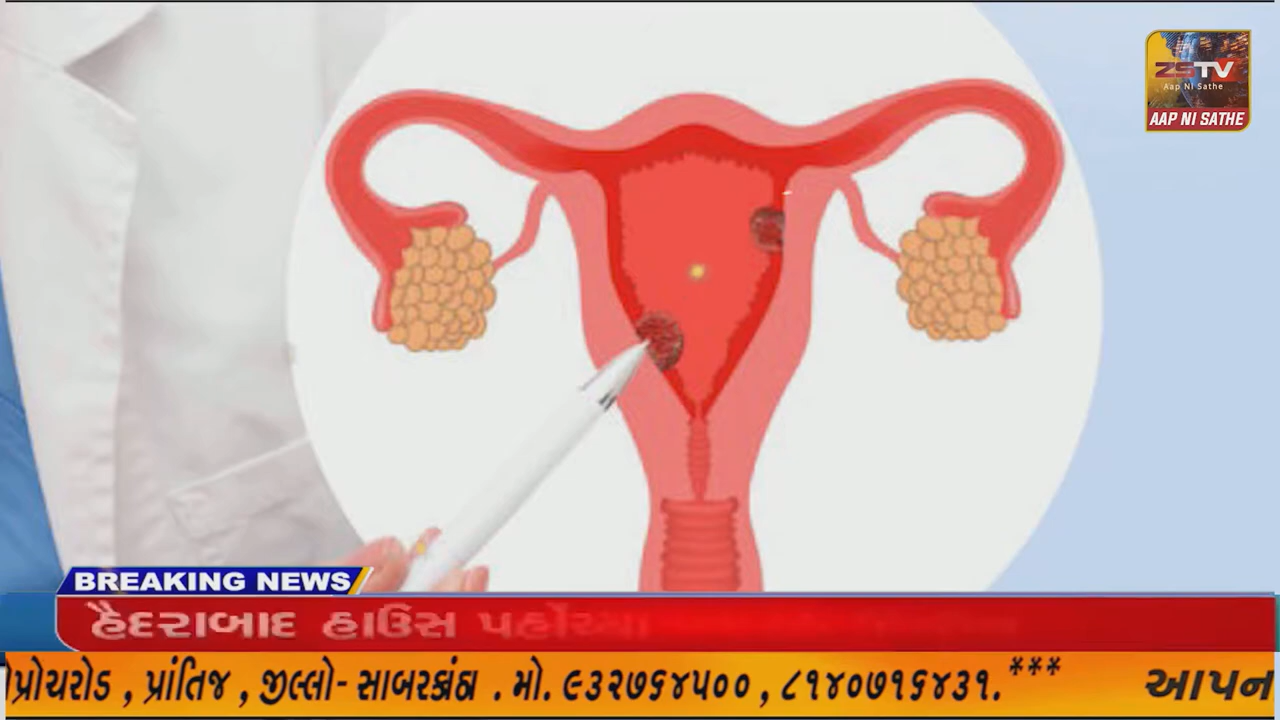 ZSTV
Aap Ni Sathe
AAP NI SATHE
BREAKING NEWS
હૈદરાબાદ હાઉસ પહોંચ્યા
પ્રોચરોડ , પ્રાંતિજ , જીલ્લો- સાબરકાંઠા . મો. ૯૩૨૭૬૪૫૦૦ , ૮૧૪૦૭૧૬૪૩૧.*** આપન